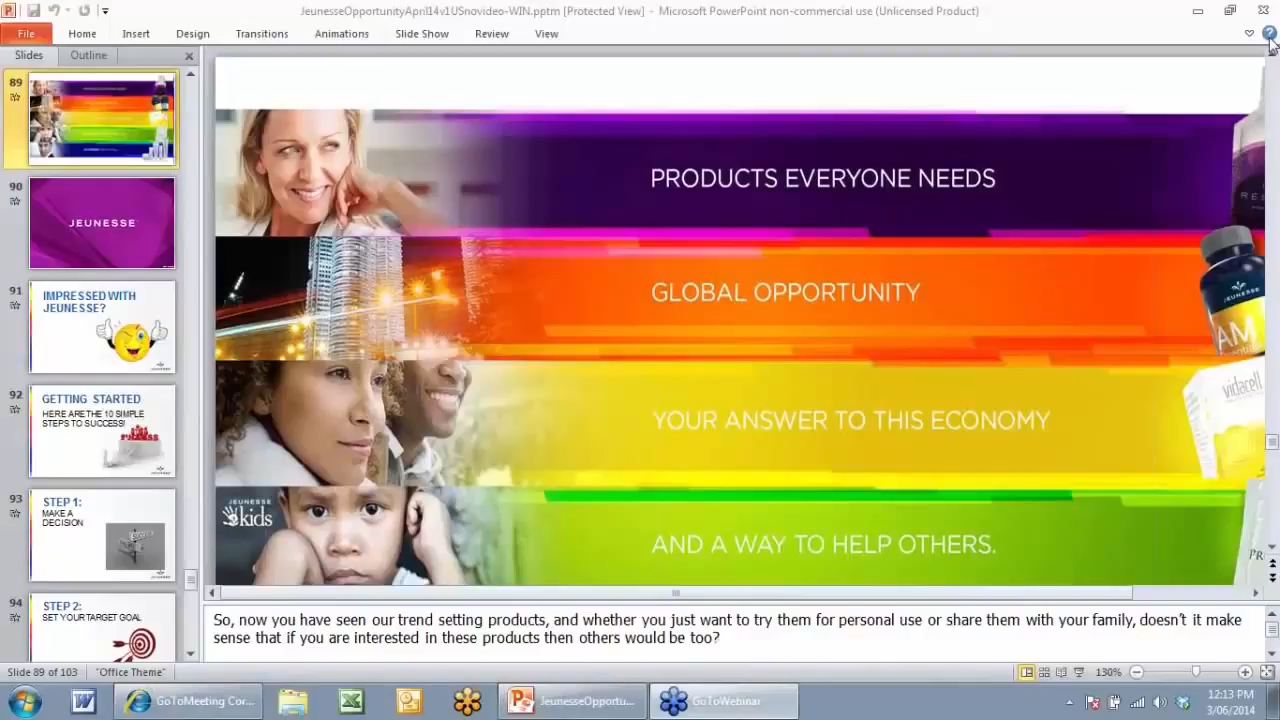 JeunesseOpportunityApril14v1USnovideo-WIN.pptm [Protected View] - Microsoft PowerPoint non-commercial use (Unlicensed Product)
File Home Insert Design Transitions Animations Slide Show Review View
Slides Outline
89
90
JEUNESSE
91
IMPRESSED WITH
JEUNESSE?
92
GETTING STARTED
HERE ARE THE 10 SIMPLE
STEPS TO SUCCESS!
93
STEP 1:
MAKE A
DECISION
94
STEP 2:
SET YOUR TARGET GOAL
PRODUCTS EVERYONE NEEDS
GLOBAL OPPORTUNITY
JEUNESSE
AM
YOUR ANSWER TO THIS ECONOMY
vidacell
JEUNESSE
kids
AND A WAY TO HELP OTHERS.
So, now you have seen our trend setting products, and whether you just want to try them for personal use or share them with your family, doesn't it make
sense that if you are interested in these products then others would be too?
Slide 89 of 103 "Office Theme" 130%
GoToMeeting Cor... JeunesseOpportu... GoToWebinar
12:13 PM
3/06/2014